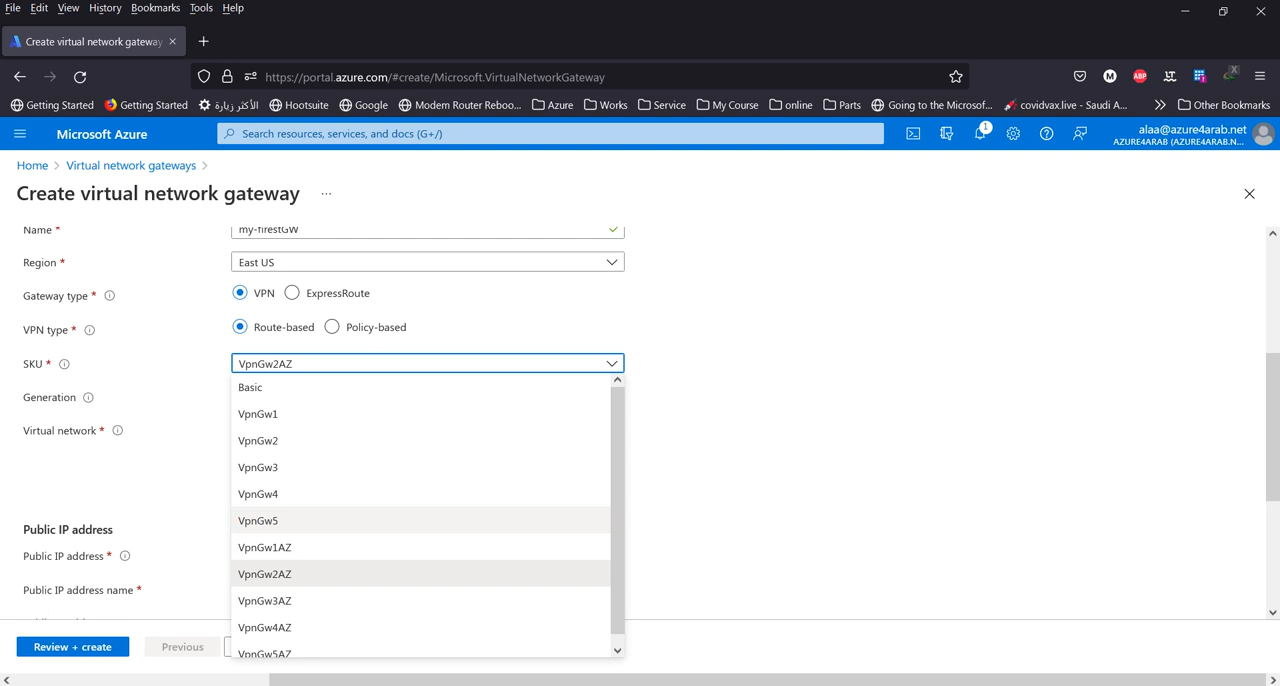 File Edit View History Bookmarks Tools Help
Create virtual network gateway
https://portal.azure.com/#create/Microsoft.VirtualNetworkGateway
Getting Started Getting Started الأكثر زيارة Hootsuite Google Modem Router Reboo... Azure Works Service My Course online Parts Going to the Microsof... covidvax.live - Saudi A... Other Bookmarks
Microsoft Azure Search resources, services, and docs (G+/) 1 alaa@azure4arab.net
AZURE4ARAB (AZURE4ARAB.N...
Home > Virtual network gateways >
Create virtual network gateway ...
Name * my-firestGW
Region * East US
Gateway type * VPN ExpressRoute
VPN type * Route-based Policy-based
SKU * VpnGw2AZ
Basic
Generation
VpnGw1
Virtual network *
VpnGw2
VpnGw3
VpnGw4
VpnGw5
Public IP address
VpnGw1AZ
Public IP address *
VpnGw2AZ
Public IP address name *
VpnGw3AZ
VpnGw4AZ
VpnGw5AZ
Review + create Previous